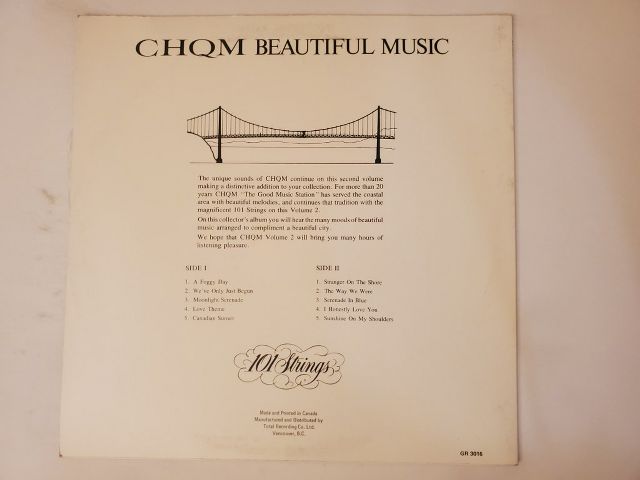 CHQM BEAUTIFUL MUSIC
The unique sounds of CHQM continue on this second volume
making a distinctive addition to your collection. For more than 20
years CHQM "The Good Music Station" has served the coastal
area with beautiful melodies, and continues that tradition with the
magnificent 101 Strings on this Volume 2.
On this collector's album you will hear the many moods of beautiful
music arranged to compliment a beautiful city.
We hope that CHQM Volume 2 will bring you many hours of
listening pleasure.
SIDE I
1. A Foggy Day
2. We've Only Just Begun
3. Moonlight Serenade
4. Love Theme
5. Canadian Sunset
SIDE II
1. Stranger On The Shore
2. The Way We Were
3. Serenade In Blue
4. I Honestly Love You
5. Sunshine On My Shoulders
101 Strings
Made and Printed in Canada
Manufactured and Distributed by
Total Recording Co. Ltd.
Vancouver, B.C.
GR 3016